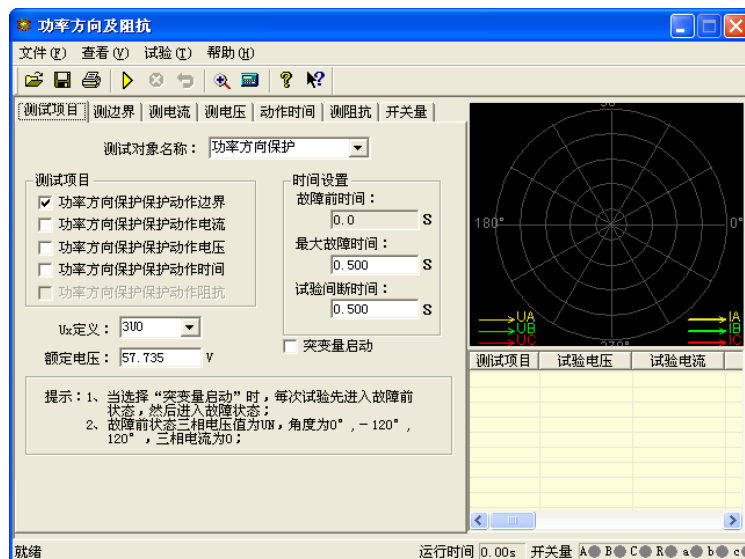 功率方向及阻抗
文件(F) 查看(V) 试验(T) 帮助(H)
测试项目 测边界 测电流 测电压 动作时间 测阻抗 开关量
测试对象名称： 功率方向保护
测试项目
功率方向保护保护动作边界
功率方向保护保护动作电流
功率方向保护保护动作电压
功率方向保护保护动作时间
功率方向保护保护动作阻抗
时间设置
故障前时间：
0.0 S
最大故障时间：
0.500 S
试验间断时间：
0.500 S
Ux定义： 3U0
突变量启动
额定电压： 57.735 V
提示：1、当选择“突变量启动”时，每次试验先进入故障前
状态，然后进入故障状态；
2、故障前状态三相电压值为UN，角度为0°,－120°,
120°,三相电流为0；
180° 0°
UA IA
UB IB
UC 270° IC
测试项目 试验电压 试验电流
就绪 运行时间 0.00s 开关量 A B C R a b c